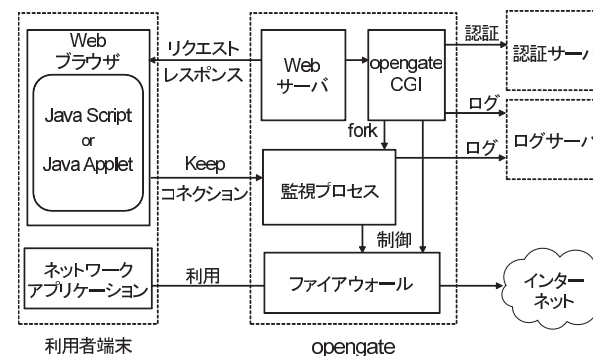 Web
ブラウザ
リクエスト
レスポンス
Web
サーバ
opengate
CGI
認証
認証サーバ
Java Script
or
Java Applet
ログ
ログサーバ
fork
ログ
Keep
コネクション
監視プロセス
制御
ネットワーク
アプリケーション
利用
ファイアウォール
インター
ネット
利用者端末
opengate